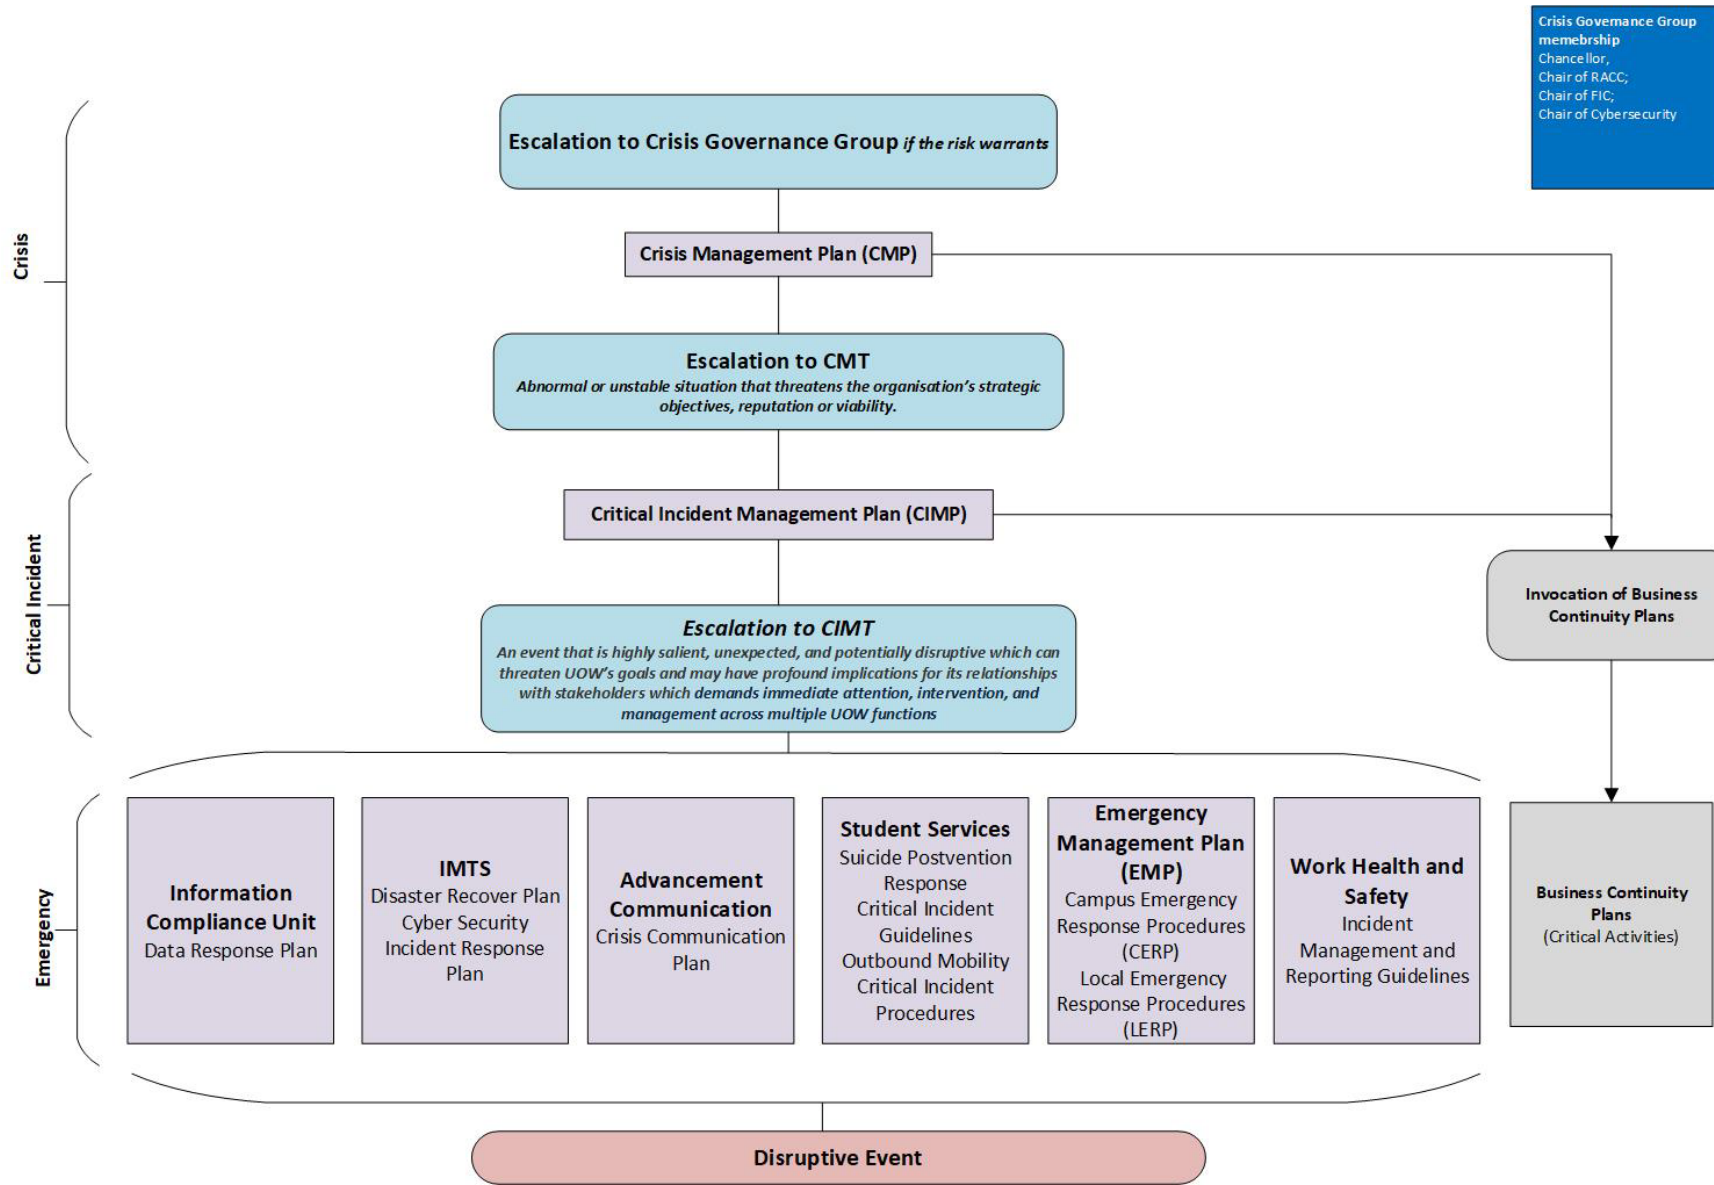 Crisis Governance Group
memebrship
Chancellor,
Chair of RACC;
Chair of FIC;
Chair of Cybersecurity
Escalation to Crisis Governance Group if the risk warrants
Crisis
Crisis Management Plan (CMP)
Escalation to CMT
Abnormal or unstable situation that threatens the organisation's strategic
objectives, reputation or viability.
Critical Incident Management Plan (CIMP)
Critical Incident
Invocation of Business
Continuity Plans
Escalation to CIMT
An event that is highly salient, unexpected, and potentially disruptive which can
threaten UOW's goals and may have profound implications for its relationships
with stakeholders which demands immediate attention, intervention, and
management across multiple UOW functions
Emergency
Information
Compliance Unit
Data Response Plan
IMTS
Disaster Recover Plan
Cyber Security
Incident Response
Plan
Advancement
Communication
Crisis Communication
Plan
Student Services
Suicide Postvention
Response
Critical Incident
Guidelines
Outbound Mobility
Critical Incident
Procedures
Emergency
Management Plan
(EMP)
Campus Emergency
Response Procedures
(CERP)
Local Emergency
Response Procedures
(LERP)
Work Health and
Safety
Incident
Management and
Reporting Guidelines
Business Continuity
Plans
(Critical Activities)
Disruptive Event